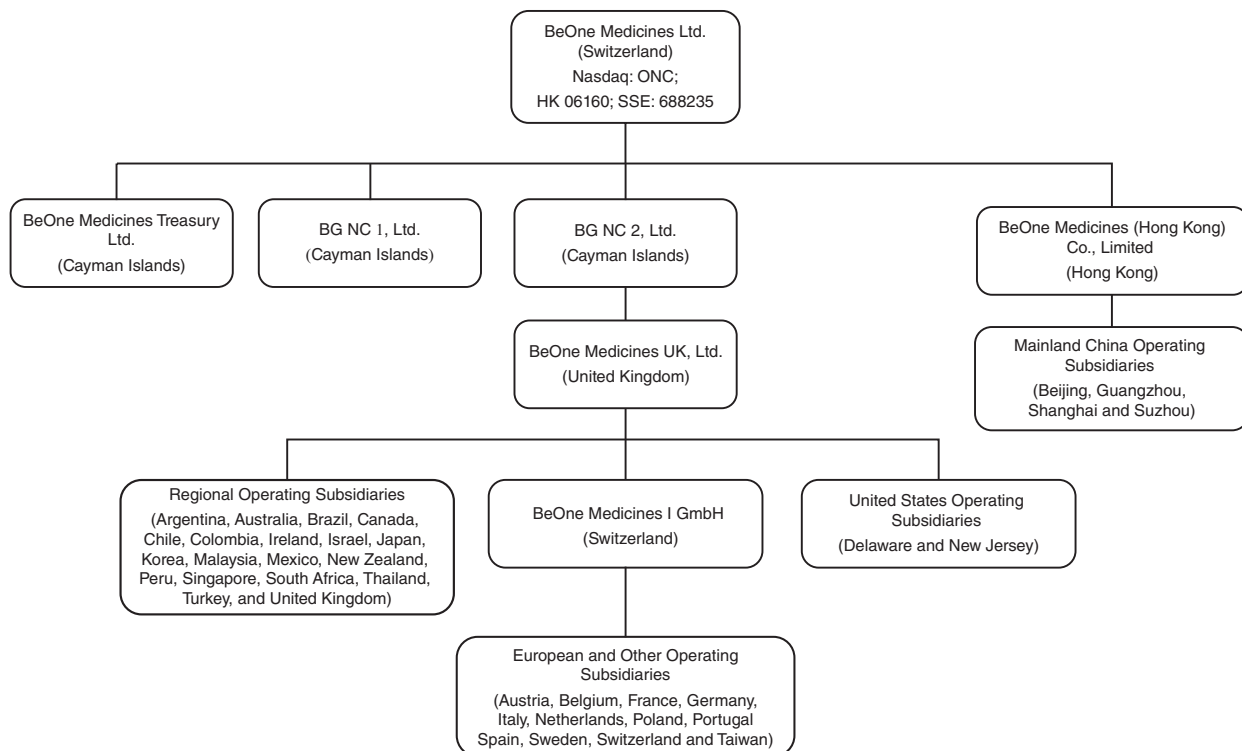 BeOne Medicines Ltd.
(Switzerland)
Nasdaq: ONC;
HK 06160; SSE: 688235
BeOne Medicines Treasury
Ltd.
(Cayman Islands)
BG NC 1, Ltd.
(Cayman Islands)
BG NC 2, Ltd.
(Cayman Islands)
BeOne Medicines (Hong Kong)
Co., Limited
(Hong Kong)
BeOne Medicines UK, Ltd.
(United Kingdom)
Mainland China Operating
Subsidiaries
(Beijing, Guangzhou,
Shanghai and Suzhou)
Regional Operating Subsidiaries
(Argentina, Australia, Brazil, Canada,
Chile, Colombia, Ireland, Israel, Japan,
Korea, Malaysia, Mexico, New Zealand,
Peru, Singapore, South Africa, Thailand,
Turkey, and United Kingdom)
BeOne Medicines I GmbH
(Switzerland)
United States Operating
Subsidiaries
(Delaware and New Jersey)
European and Other Operating
Subsidiaries
(Austria, Belgium, France, Germany,
Italy, Netherlands, Poland, Portugal
Spain, Sweden, Switzerland and Taiwan)